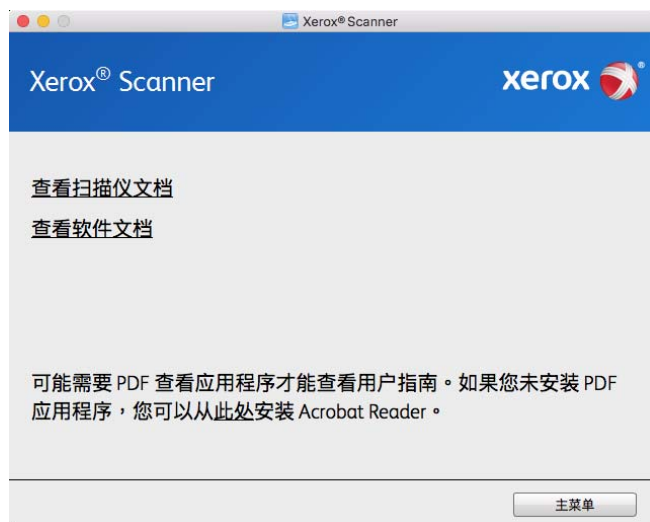 Xerox® Scanner
Xerox® Scanner
xerox®
查看扫描仪文档
查看软件文档
可能需要 PDF 查看应用程序才能查看用户指南。如果您未安装 PDF
应用程序，您可以从此处安装 Acrobat Reader。
主菜单